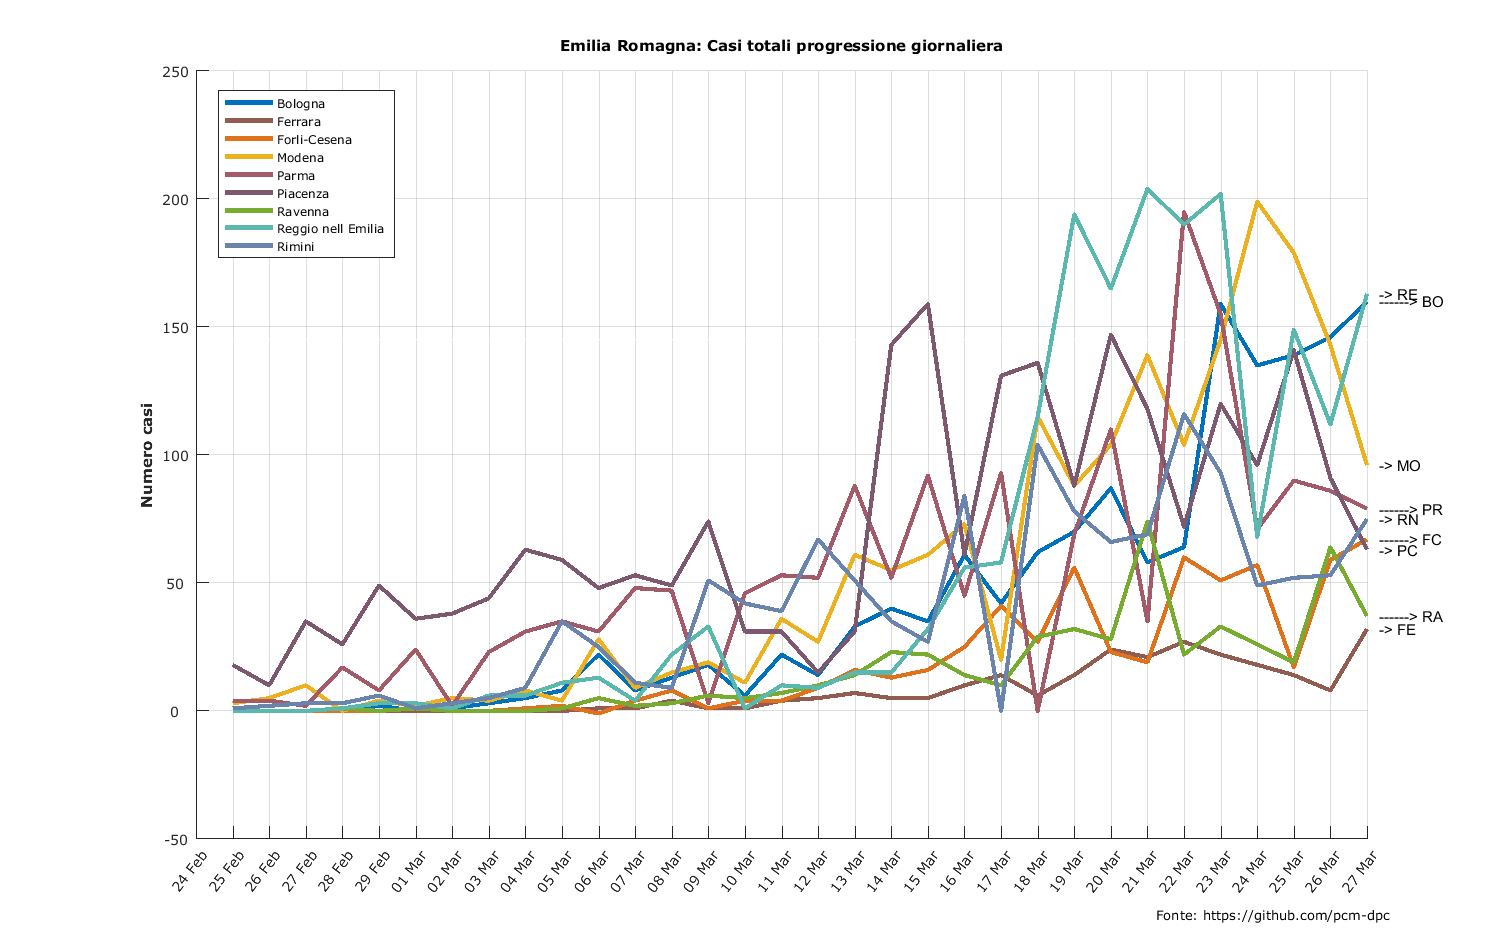 Emilia Romagna: Casi totali progressione giornaliera
250
200
150
100
50
0
-50
Numero casi
Bologna
Ferrara
Forli-Cesena
Modena
Parma
Piacenza
Ravenna
Reggio nell Emilia
Rimini
-> RE
------> BO
-> MO
------> PR
-> RN
------> FC
-> PC
------> RA
-> FE
24 Feb
25 Feb
26 Feb
27 Feb
28 Feb
29 Feb
01 Mar
02 Mar
03 Mar
04 Mar
05 Mar
06 Mar
07 Mar
08 Mar
09 Mar
10 Mar
11 Mar
12 Mar
13 Mar
14 Mar
15 Mar
16 Mar
17 Mar
18 Mar
19 Mar
20 Mar
21 Mar
22 Mar
23 Mar
24 Mar
25 Mar
26 Mar
27 Mar
Fonte: https://github.com/pcm-dpc